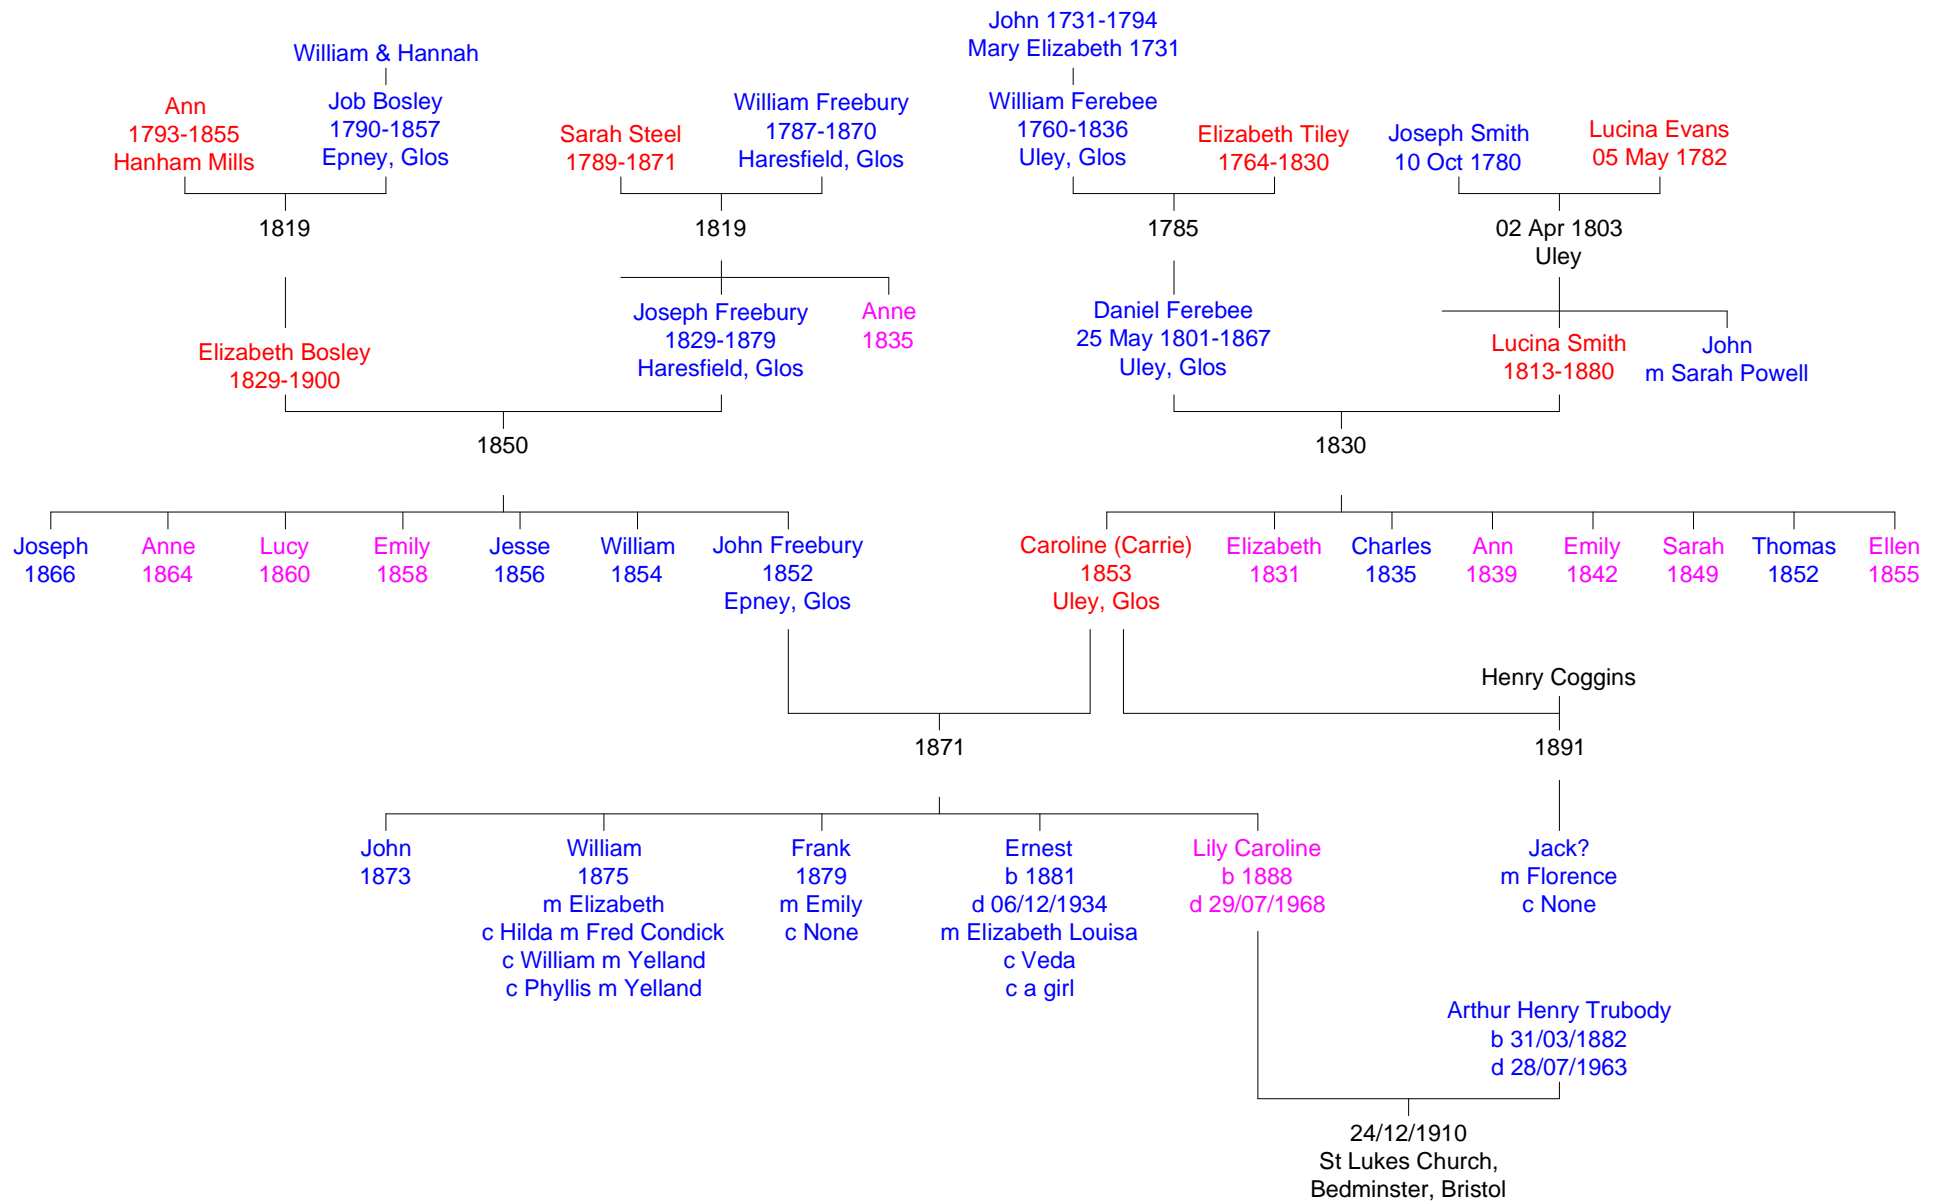 John 1731-1794
Mary Elizabeth 1731
William & Hannah
Ann
1793-1855
Hanham Mills
Job Bosley
1790-1857
Epney, Glos
Sarah Steel
1789-1871
William Freebury
1787-1870
Haresfield, Glos
William Ferebee
1760-1836
Uley, Glos
Elizabeth Tiley
1764-1830
Joseph Smith
10 Oct 1780
Lucina Evans
05 May 1782
1819
1819
1785
02 Apr 1803
Uley
Elizabeth Bosley
1829-1900
Joseph Freebury
1829-1879
Haresfield, Glos
Anne
1835
Daniel Ferebee
25 May 1801-1867
Uley, Glos
Lucina Smith
1813-1880
John
m Sarah Powell
1850
1830
Joseph
1866
Anne
1864
Lucy
1860
Emily
1858
Jesse
1856
William
1854
John Freebury
1852
Epney, Glos
Caroline (Carrie)
1853
Uley, Glos
Elizabeth
1831
Charles
1835
Ann
1839
Emily
1842
Sarah
1849
Thomas
1852
Ellen
1855
Henry Coggins
1871
1891
John
1873
William
1875
m Elizabeth
c Hilda m Fred Condick
c William m Yelland
c Phyllis m Yelland
Frank
1879
m Emily
c None
Ernest
b 1881
d 06/12/1934
m Elizabeth Louisa
c Veda
c a girl
Lily Caroline
b 1888
d 29/07/1968
Jack?
m Florence
c None
Arthur Henry Trubody
b 31/03/1882
d 28/07/1963
24/12/1910
St Lukes Church,
Bedminster, Bristol